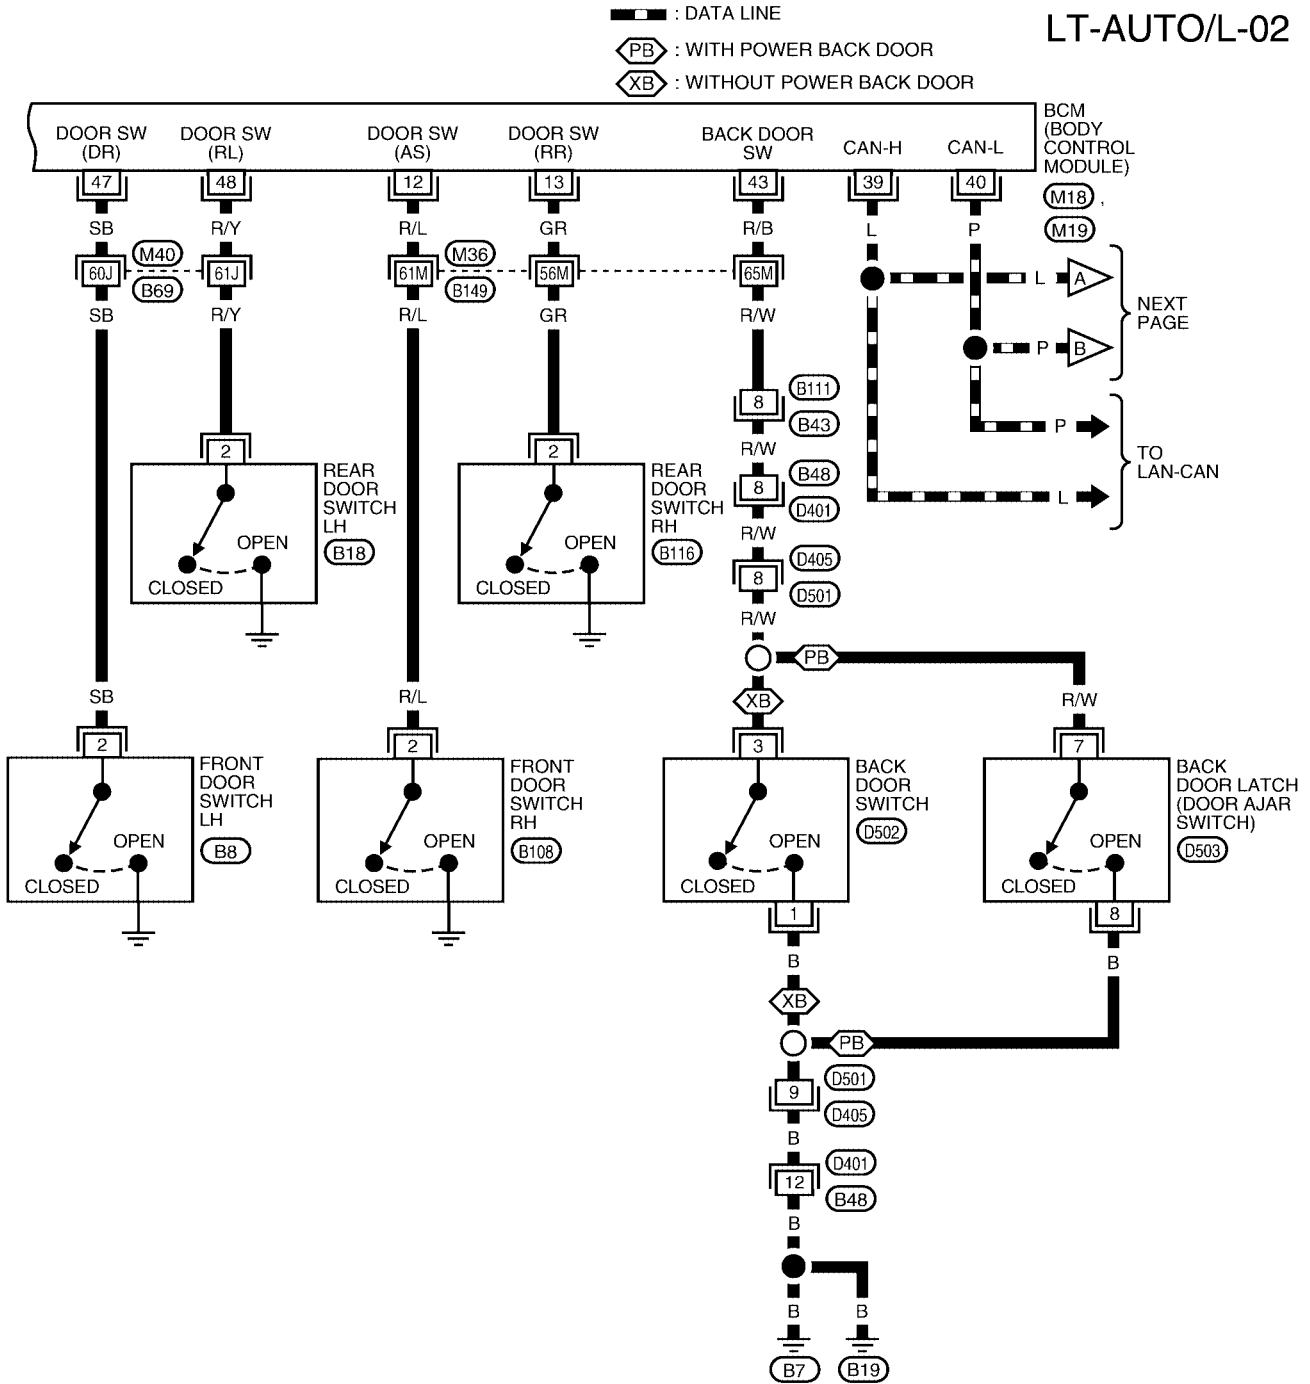 : DATA LINE
LT-AUTO/L-02
PB : WITH POWER BACK DOOR
XB : WITHOUT POWER BACK DOOR
DOOR SW
(DR)
DOOR SW
(RL)
DOOR SW
(AS)
DOOR SW
(RR)
BACK DOOR
SW
CAN-H
CAN-L
BCM
(BODY
CONTROL
MODULE)
M18 ,
M19
47
48
12
13
43
39
40
SB
R/Y
R/L
GR
R/B
L
P
60J
M40
B69
61J
61M
M36
B149
56M
65M
SB
R/Y
R/L
GR
R/W
L
A
P
B
NEXT
PAGE
8
B111
B43
R/W
P
L
TO
LAN-CAN
8
B48
D401
R/W
8
D405
D501
R/W
2
REAR
DOOR
SWITCH
LH
B18
OPEN
CLOSED
2
REAR
DOOR
SWITCH
RH
B116
OPEN
CLOSED
PB
XB
R/W
SB
R/L
2
FRONT
DOOR
SWITCH
LH
B8
OPEN
CLOSED
2
FRONT
DOOR
SWITCH
RH
B108
OPEN
CLOSED
3
BACK
DOOR
SWITCH
D502
OPEN
CLOSED
7
BACK
DOOR LATCH
(DOOR AJAR
SWITCH)
D503
OPEN
CLOSED
1
8
B
B
XB
PB
9
D501
D405
B
12
D401
B48
B
B
B
B7
B19